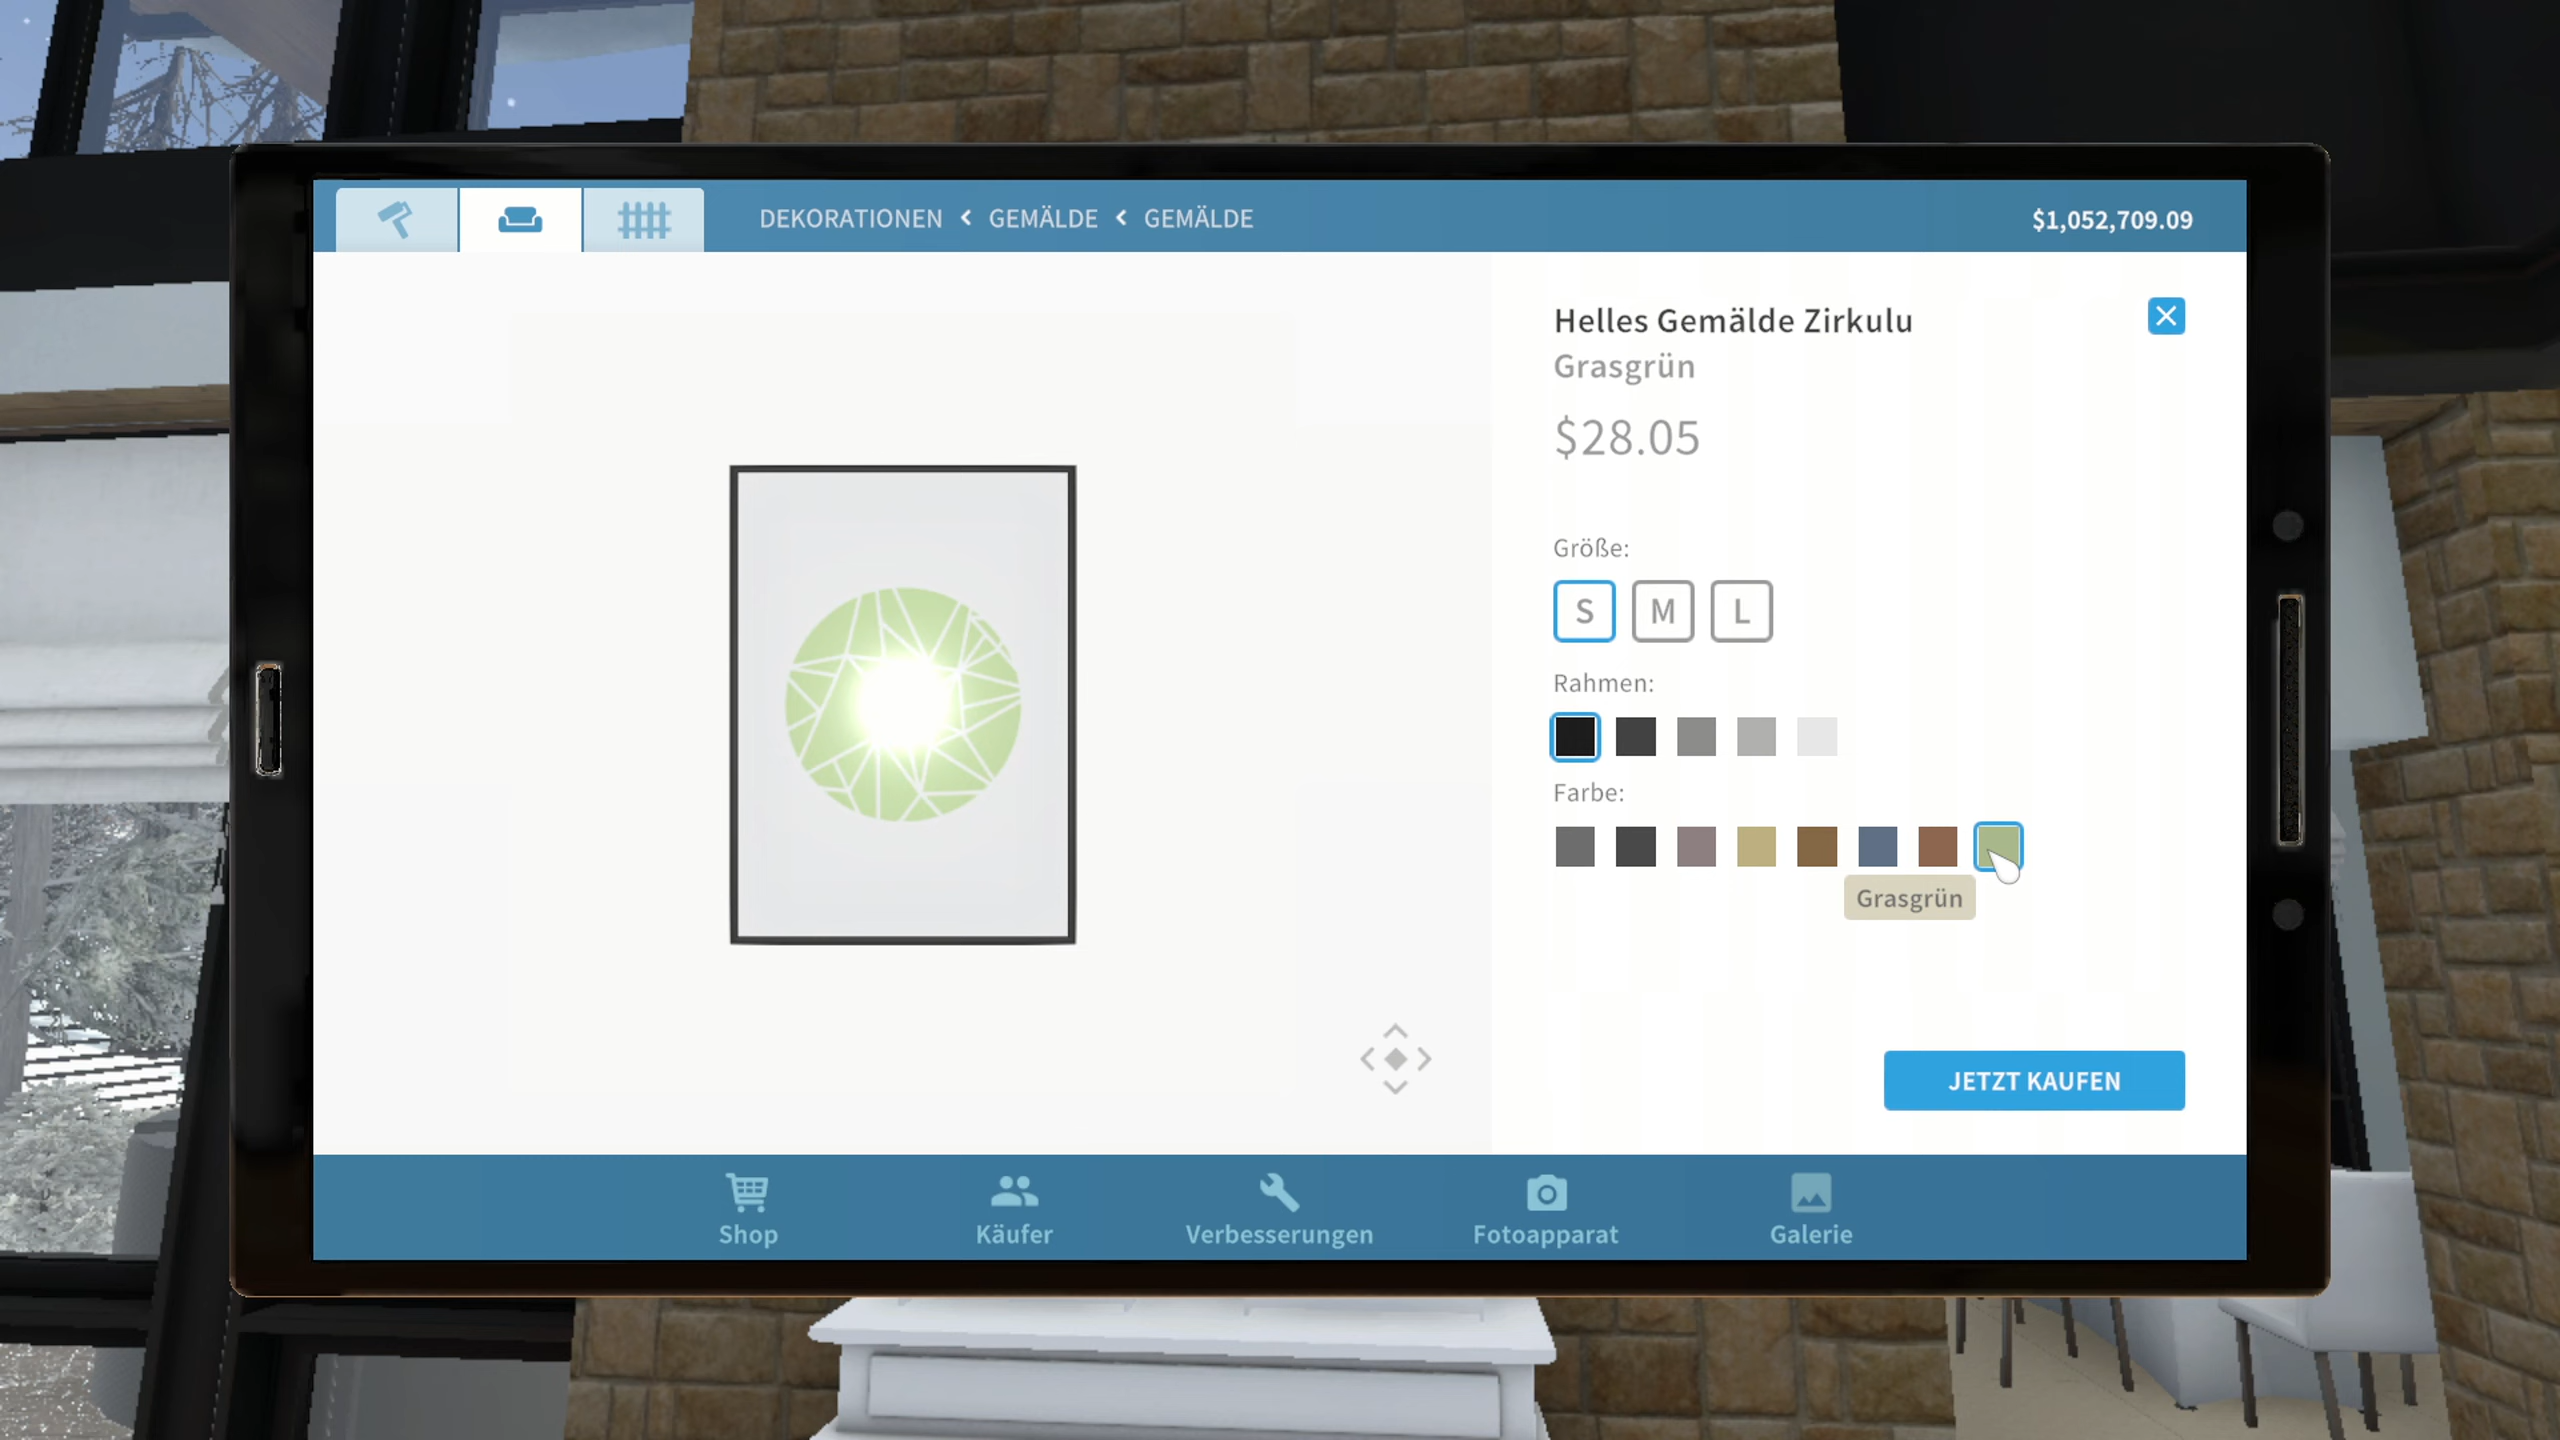 DEKORATIONEN < GEMÄLDE < GEMÄLDE
$1,052,709.09
Helles Gemälde Zirkulu
Grasgrün
$28.05
Größe:
S M L
Rahmen:
Farbe:
Grasgrün
JETZT KAUFEN
Shop
Käufer
Verbesserungen
Fotoapparat
Galerie